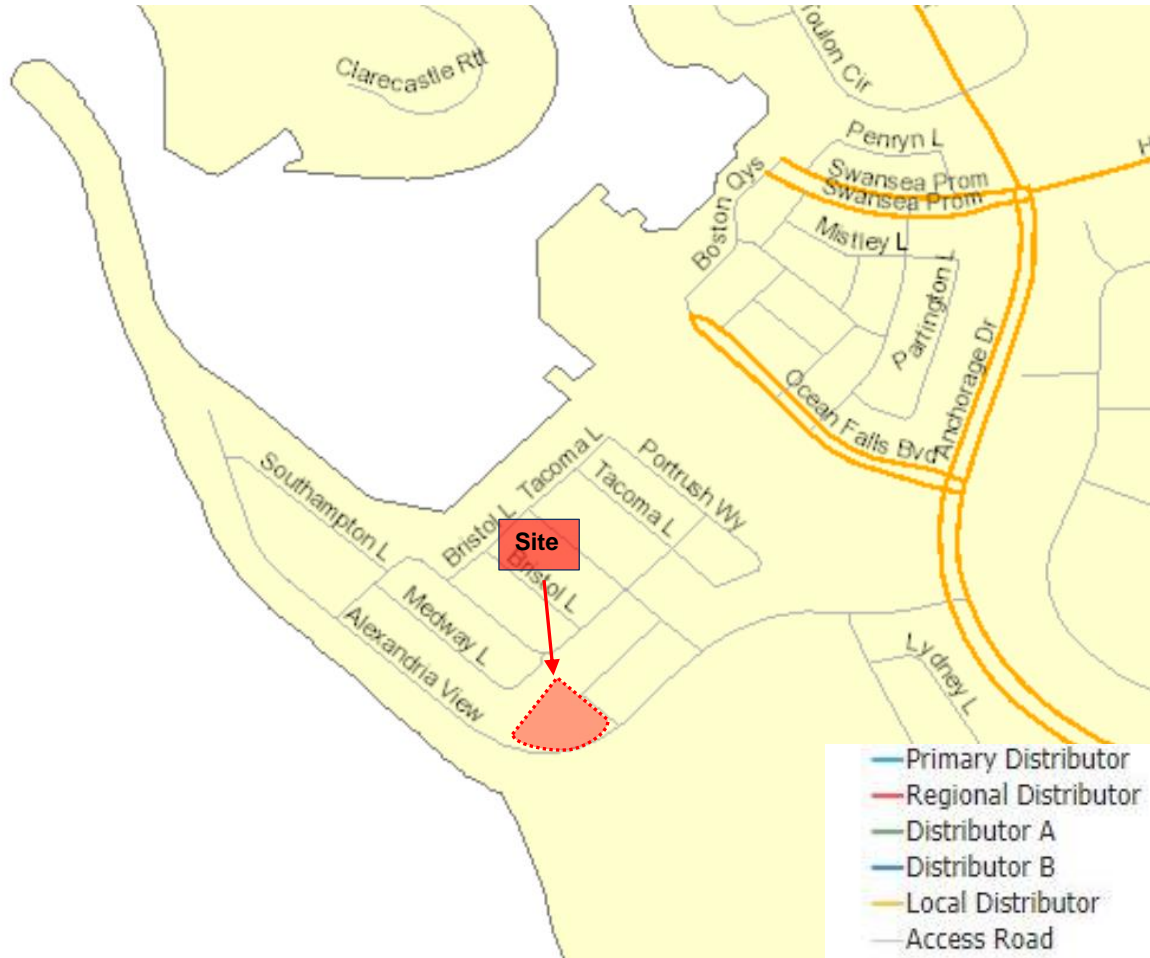 Clarecastle Rtt
Toulon Cir
Penryn L
H
Swansea Prom
Swansea Prom
Boston Qys
Mistley L
Partington L
Anchorage Dr
Ocean Falls Bvd
Portrush Wy
Tacoma L
Tacoma L
Southampton L
Bristol L
Site
Bristol L
Medway L
Alexandria View
Lydney L
Primary Distributor
Regional Distributor
Distributor A
Distributor B
Local Distributor
Access Road